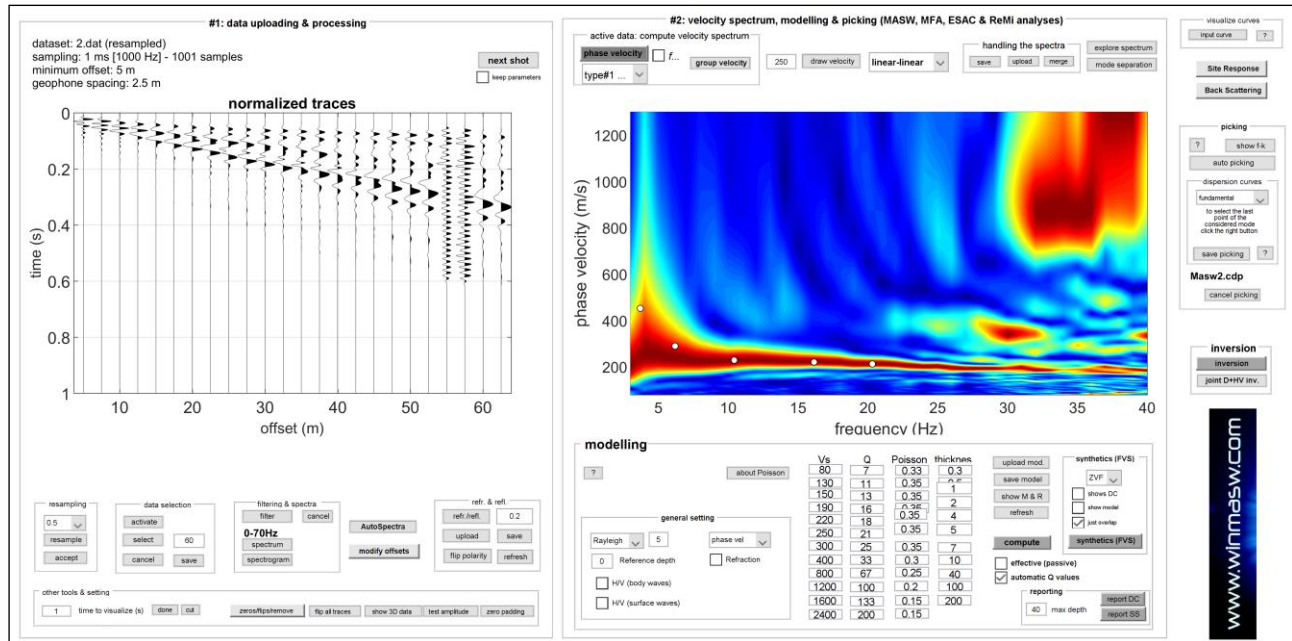 #1: data uploading & processing
dataset: 2.dat (resampled)
sampling: 1 ms [1000 Hz] - 1001 samples
minimum offset: 5 m
geophone spacing: 2.5 m
next shot
keep parameters
normalized traces
0
0.2
0.4
0.6
0.8
1
time (s)
10 20 30 40 50 60
offset (m)
resampling
0.5
resample
accept
data selection
activate
select 60
cancel save
filtering & spectra
filter cancel
0-70Hz
spectrum
spectrogram
AutoSpectra
modify offsets
refr. & refl.
refr./refl. 0.2
upload save
flip polarity refresh
other tools & setting
1 time to visualize (s) done cut zeros/flips/remove flip all traces show 3D data test amplitude zero padding
#2: velocity spectrum, modelling & picking (MASW, MFA, ESAC & ReMi analyses)
active data: compute velocity spectrum
phase velocity f... group velocity
type#1 ...
250 draw velocity linear-linear
handling the spectra
save upload merge
explore spectrum
mode separation
1200
1000
800
600
400
200
phase velocity (m/s)
5 10 15 20 25 30 35 40
frequency (Hz)
modelling
? about Poisson
general setting
Rayleigh 5 phase vel
0 Reference depth Refraction
H/V (body waves)
H/V (surface waves)
Vs Q Poisson thicknes
80 7 0.33 0.3
130 11 0.35
150 13 0.35 1
190 16 2
220 18 0.35 4
250 21 0.35 5
300 25 0.35 7
400 33 0.3 10
800 67 0.25 40
1200 100 0.2 100
1600 133 0.15 200
2400 200 0.15
upload mod.
save model
show M & R
refresh
compute
synthetics (FVS)
ZVF
shows DC
show model
just overlap
synthetics (FVS)
effective (passive)
automatic Q values
reporting
40 max depth report DC
report SS
visualize curves
input curve ?
Site Response
Back Scattering
picking
? show f-k
auto picking
dispersion curves
fundamental
to select the last
point of the
considered mode
click the right button
save picking ?
Masw2.cdp
cancel picking
inversion
inversion
joint D+HV inv.
www.winmasw.com